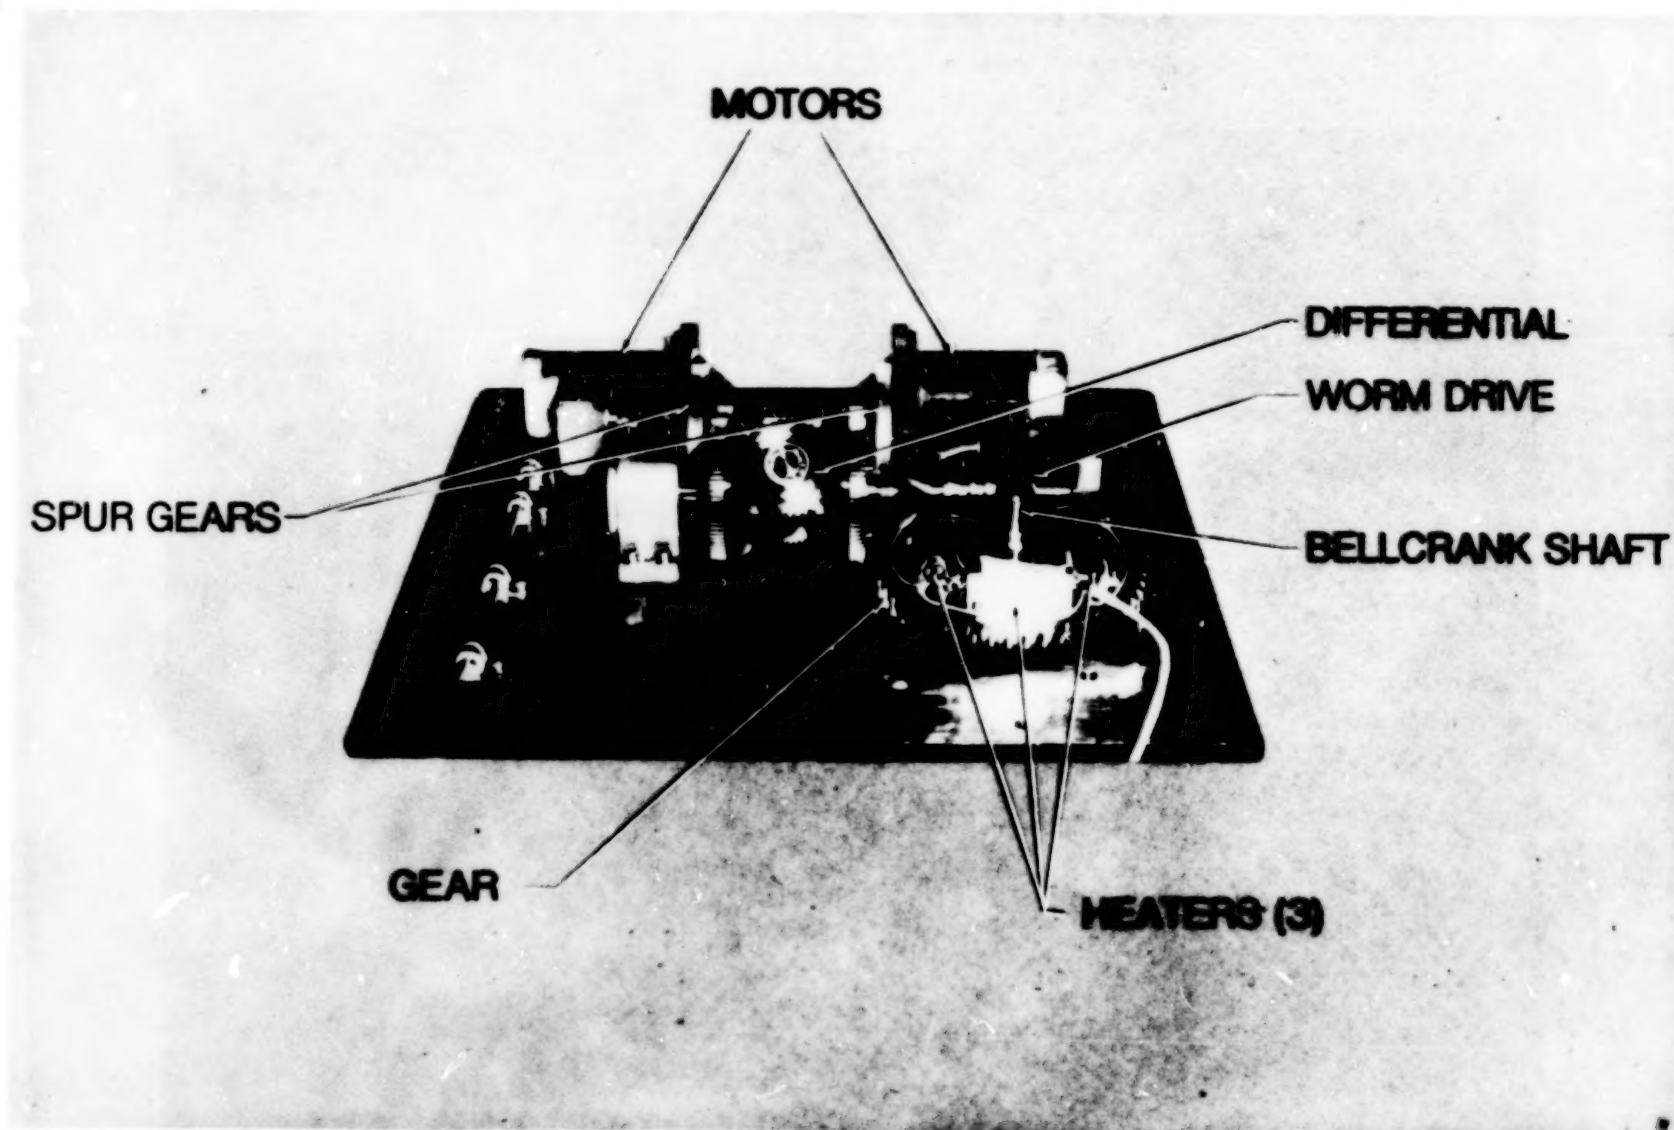 MOTORS
DIFFERENTIAL
WORM DRIVE
SPUR GEARS
BELLCRANK SHAFT
GEAR
HEATERS (3)